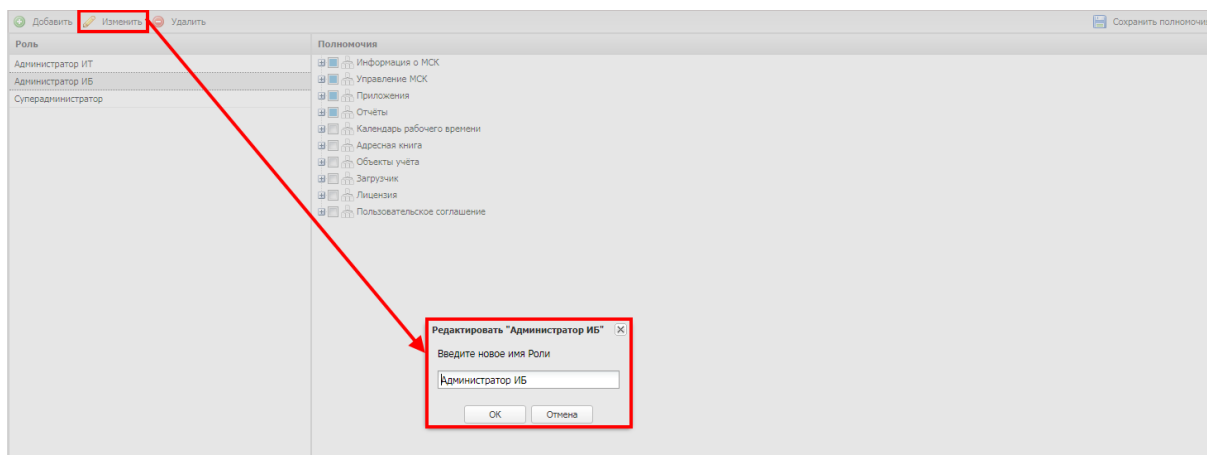 Добавить Изменить Удалить Сохранить полномочия
Роль Полномочия
Администратор ИТ
Администратор ИБ
Суперадминистратор
Информация о МСК
Управление МСК
Приложения
Отчёты
Календарь рабочего времени
Адресная книга
Объекты учёта
Загрузчик
Лицензия
Пользовательское соглашение
Редактировать "Администратор ИБ"
Введите новое имя Роли
Администратор ИБ
ОК Отмена